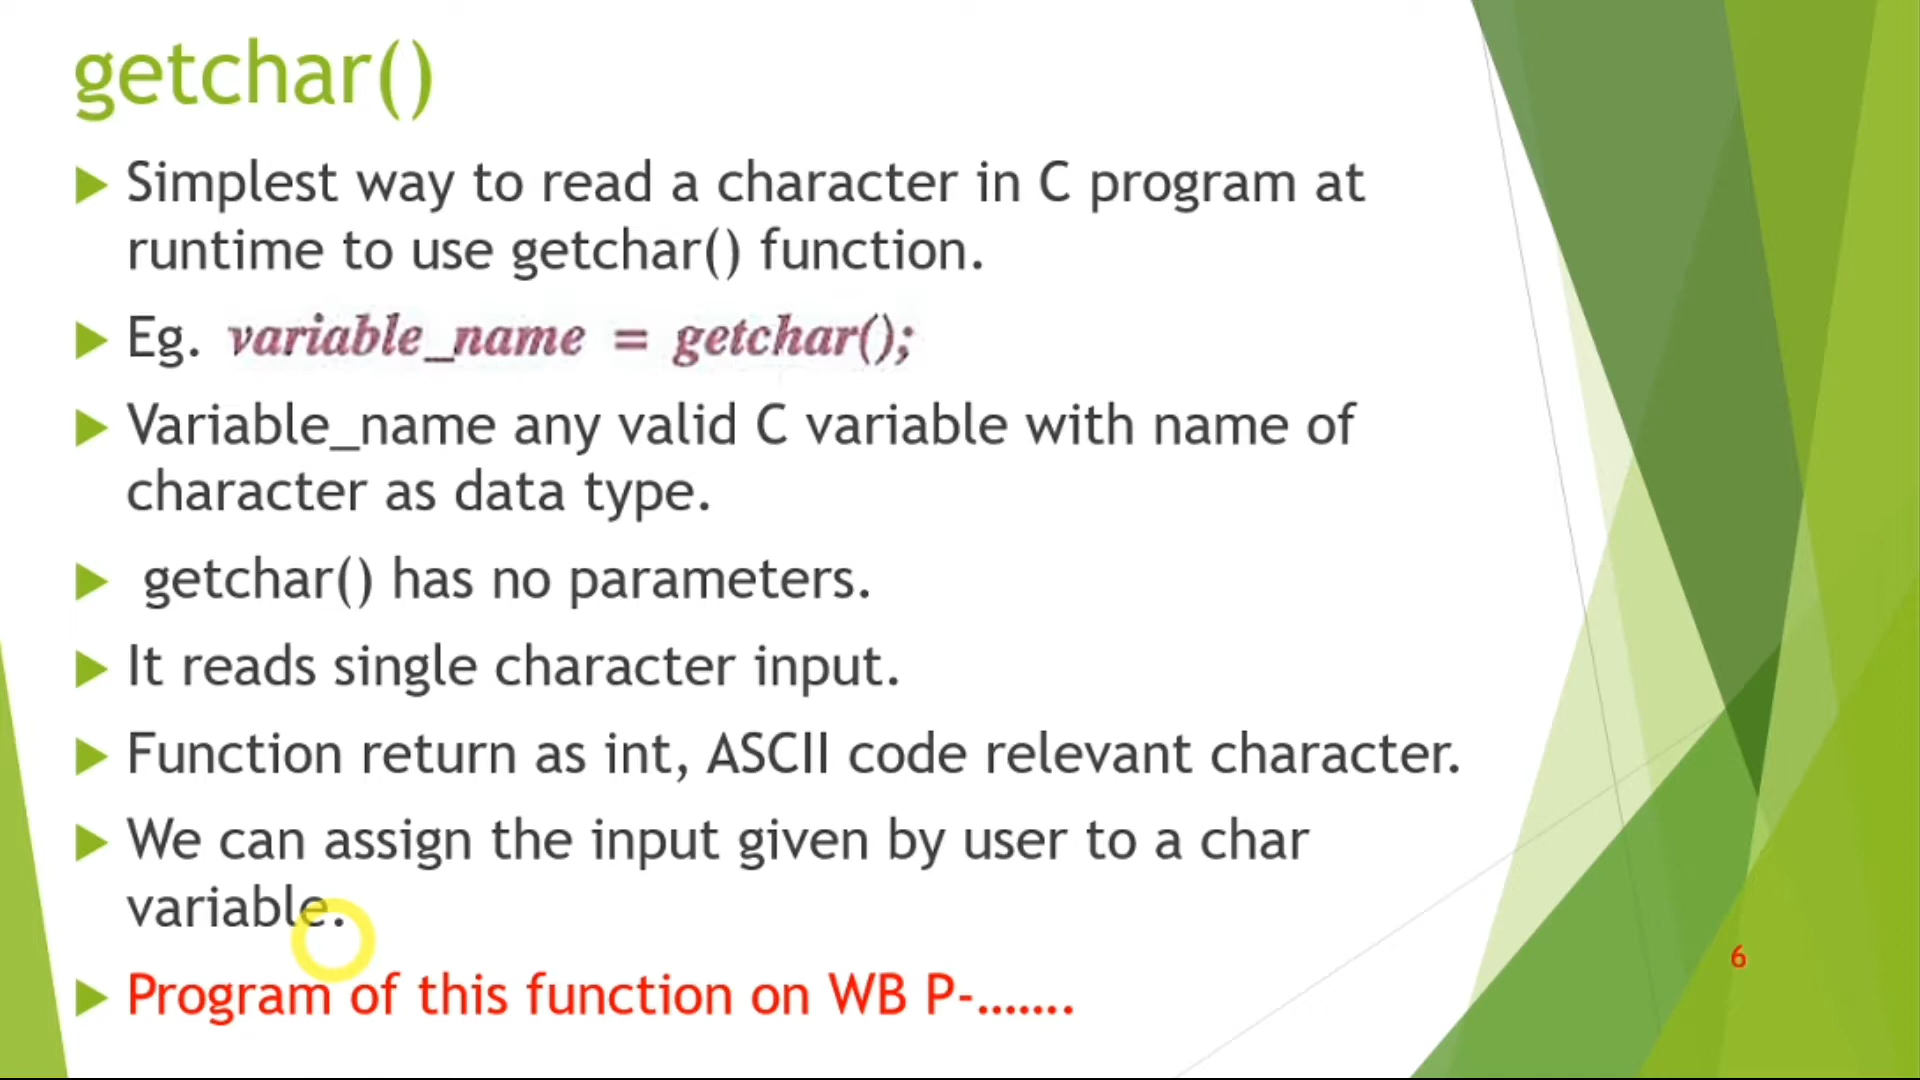 getchar()
Simplest way to read a character in C program at
runtime to use getchar() function.
Eg. variable_name = getchar();
Variable_name any valid C variable with name of
character as data type.
getchar() has no parameters.
It reads single character input.
Function return as int, ASCII code relevant character.
We can assign the input given by user to a char
variable.
6
Program of this function on WB P-.......